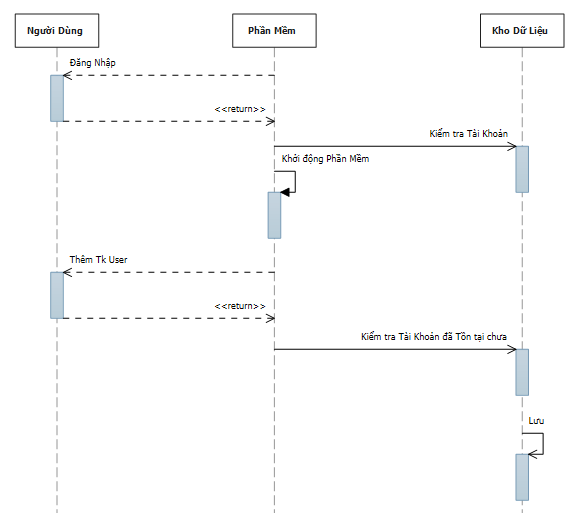 Người Dùng
Phần Mềm
Kho Dữ Liệu
Đăng Nhập
<<return>>
Kiểm tra Tài Khoản
Khởi động Phần Mềm
Thêm Tk User
<<return>>
Kiểm tra Tài Khoản đã Tồn tại chưa
Lưu